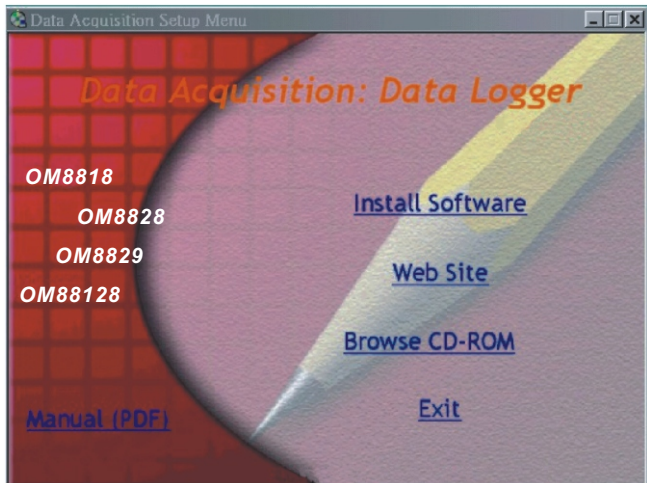 Data Acquisition Setup Menu
Data Acquisition: Data Logger
OM8818
OM8828
OM8829
OM88128
Install Software
Web Site
Browse CD-ROM
Exit
Manual (PDF)